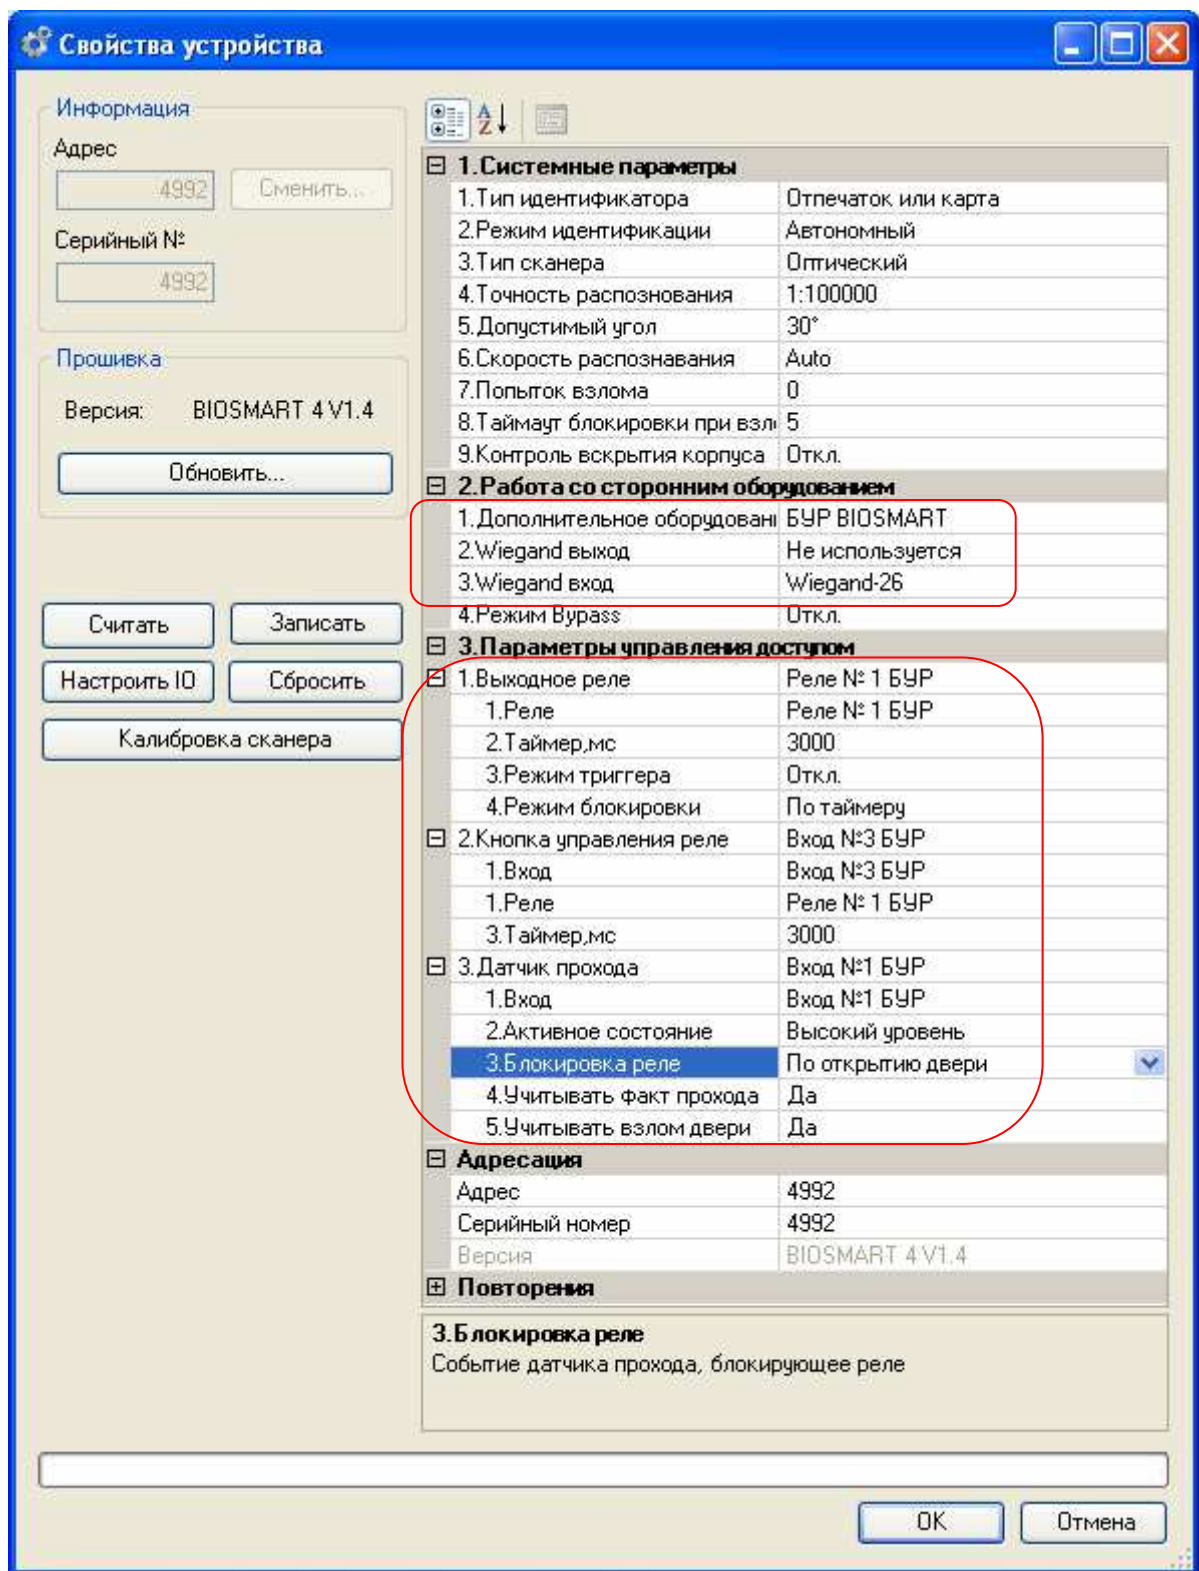 Свойства устройства
Информация
Адрес
4992 Сменить...
Серийный №
4992
Прошивка
Версия: BIOSMART 4 V1.4
Обновить...
Считать Записать
Настроить IO Сбросить
Калибровка сканера
1.Системные параметры
1.Тип идентификатора Отпечаток или карта
2.Режим идентификации Автономный
3.Тип сканера Оптический
4.Точность распознования 1:100000
5.Допустимый угол 30°
6.Скорость распознавания Auto
7.Попыток взлома 0
8.Таймаут блокировки при взл 5
9.Контроль вскрытия корпуса Откл.
2.Работа со сторонним оборудованием
1.Дополнительное оборудован БУР BIOSMART
2.Wiegand выход Не используется
3.Wiegand вход Wiegand-26
4.Режим Bypass Откл.
3.Параметры управления доступом
1.Выходное реле Реле № 1 БУР
1.Реле Реле № 1 БУР
2.Таймер,мс 3000
3.Режим триггера Откл.
4.Режим блокировки По таймеру
2.Кнопка управления реле Вход №3 БУР
1.Вход Вход №3 БУР
1.Реле Реле № 1 БУР
3.Таймер,мс 3000
3.Датчик прохода Вход №1 БУР
1.Вход Вход №1 БУР
2.Активное состояние Высокий уровень
3.Блокировка реле По открытию двери
4.Учитывать факт прохода Да
5.Учитывать взлом двери Да
Адресация
Адрес 4992
Серийный номер 4992
Версия BIOSMART 4 V1.4
Повторения
3.Блокировка реле
Событие датчика прохода, блокирующее реле
OK Отмена